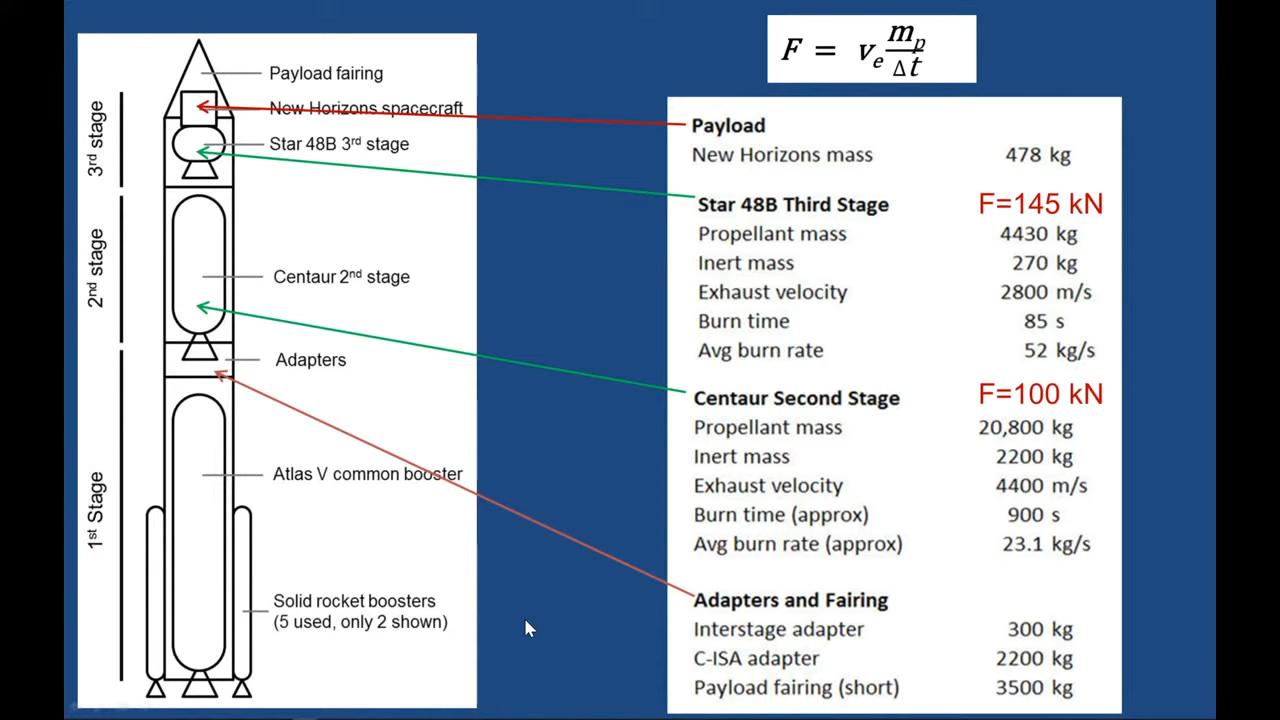 F = vₑ mₚ/Δt
Payload fairing
New Horizons spacecraft
Star 48B 3rd stage
3rd stage
Centaur 2nd stage
2nd stage
Adapters
Atlas V common booster
1st Stage
Solid rocket boosters
(5 used, only 2 shown)
Payload
New Horizons mass 478 kg
Star 48B Third Stage F=145 kN
Propellant mass 4430 kg
Inert mass 270 kg
Exhaust velocity 2800 m/s
Burn time 85 s
Avg burn rate 52 kg/s
Centaur Second Stage F=100 kN
Propellant mass 20,800 kg
Inert mass 2200 kg
Exhaust velocity 4400 m/s
Burn time (approx) 900 s
Avg burn rate (approx) 23.1 kg/s
Adapters and Fairing
Interstage adapter 300 kg
C-ISA adapter 2200 kg
Payload fairing (short) 3500 kg